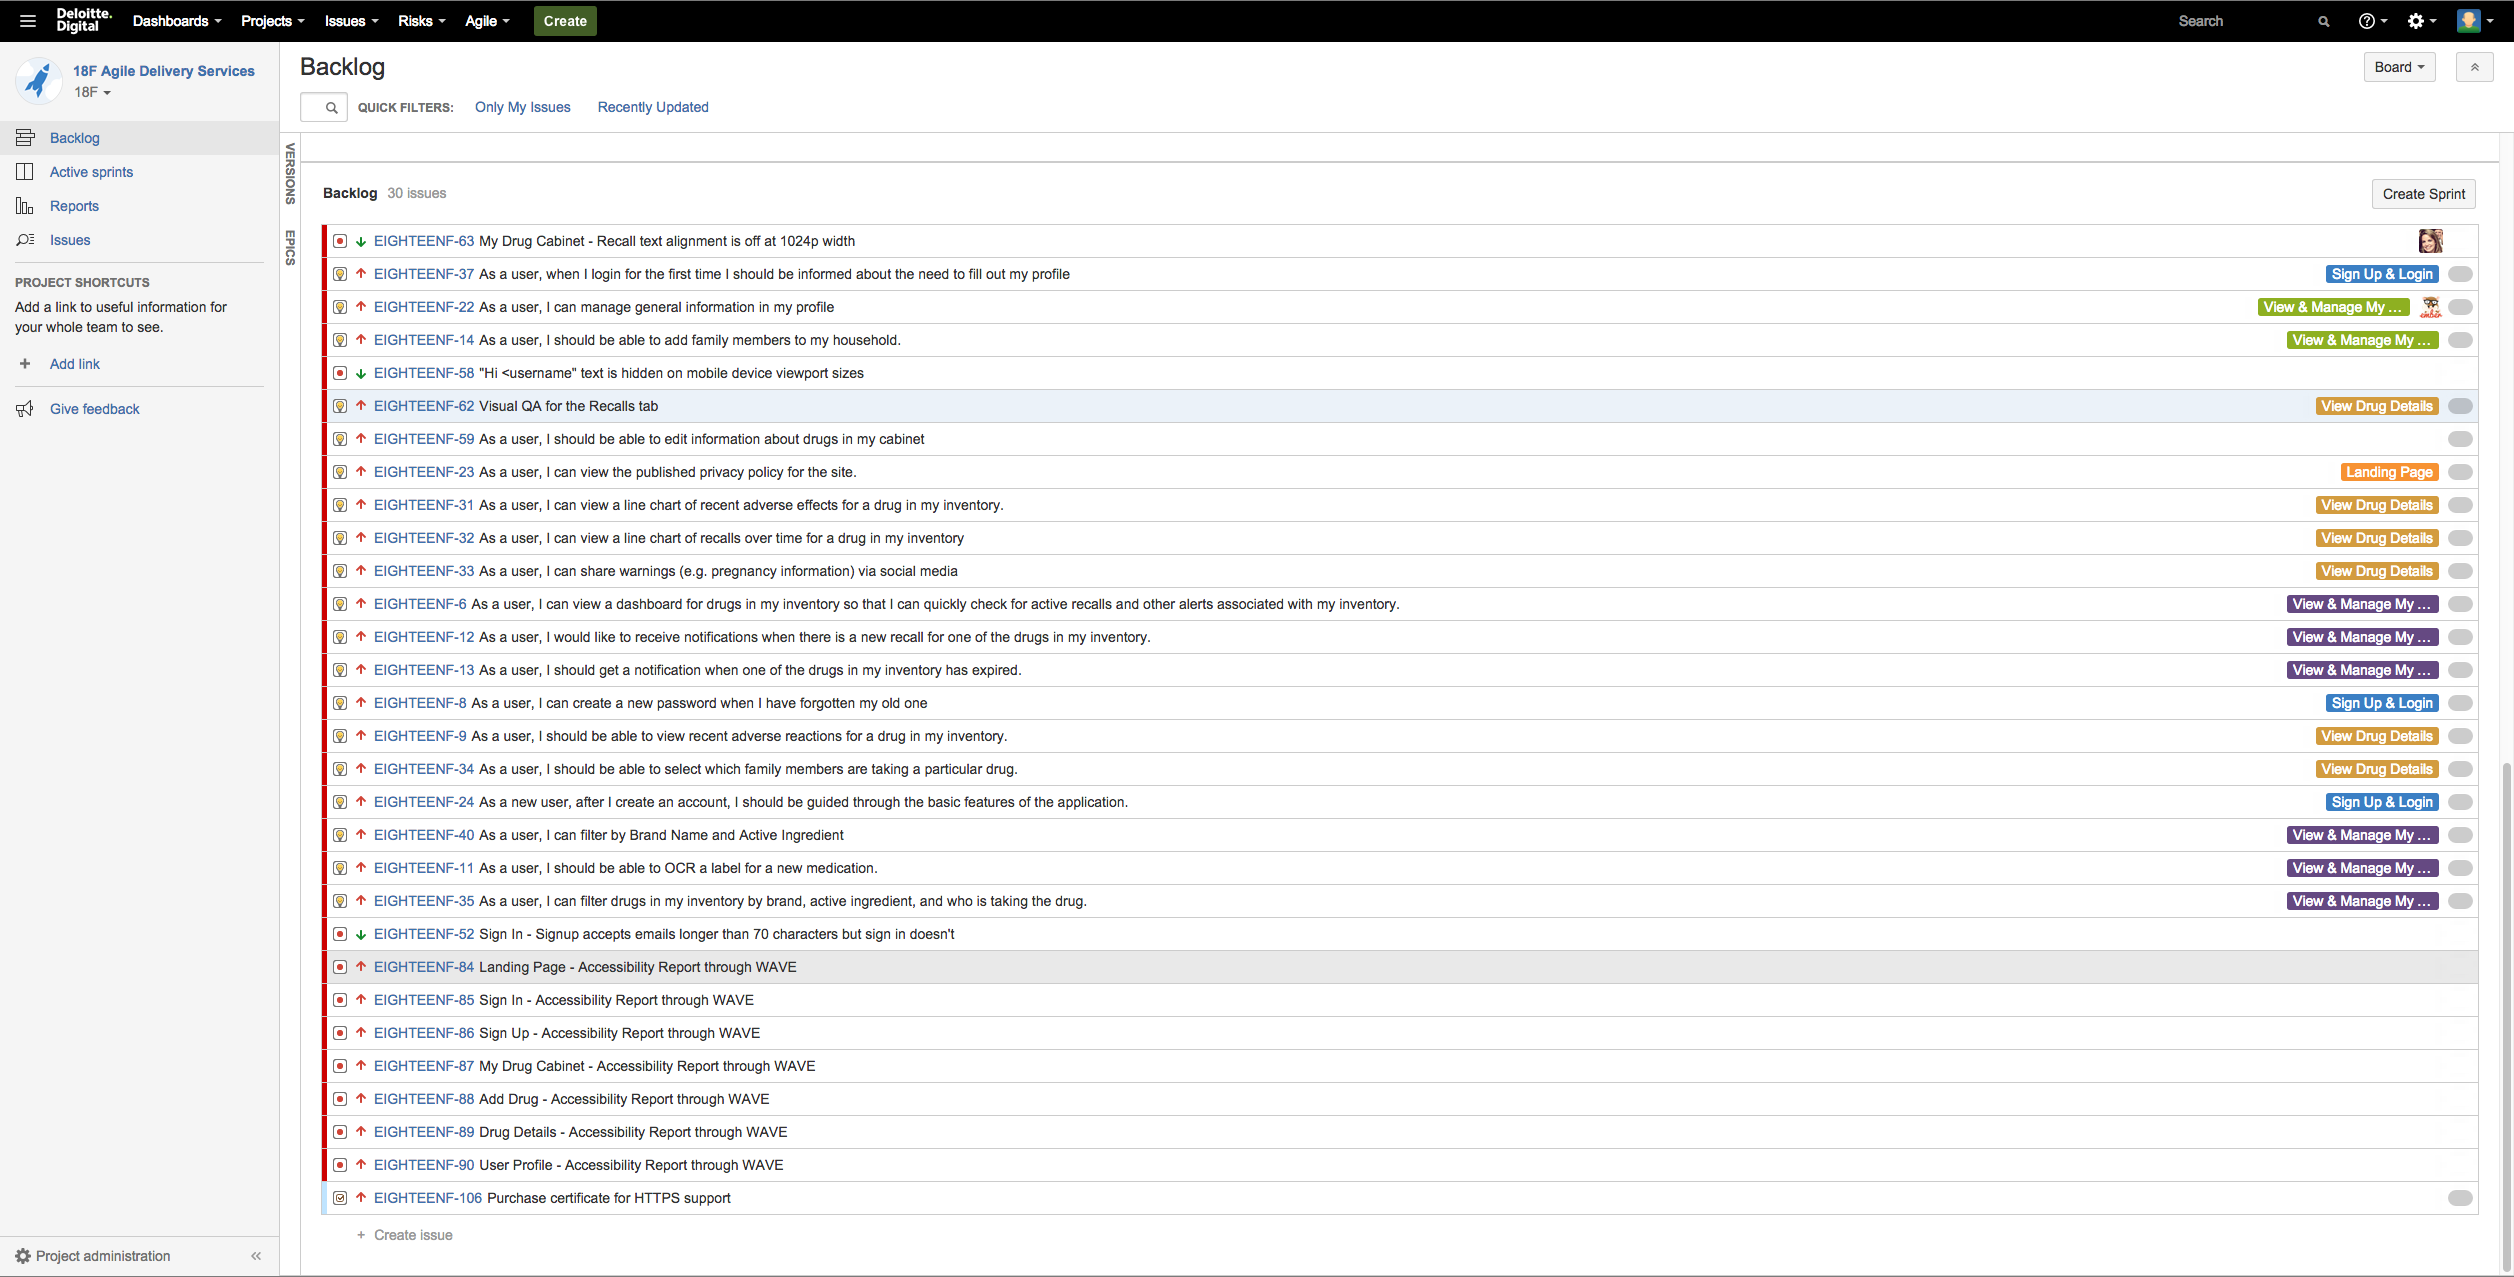 Deloitte.
Digital
Dashboards Projects Issues Risks Agile Create Search
18F Agile Delivery Services
18F
Backlog
Active sprints
Reports
Issues
PROJECT SHORTCUTS
Add a link to useful information for
your whole team to see.
+ Add link
Give feedback
Project administration «
Backlog
Board
QUICK FILTERS: Only My Issues Recently Updated
VERSIONS
EPICS
Backlog 30 issues Create Sprint
EIGHTEENF-63 My Drug Cabinet - Recall text alignment is off at 1024p width
EIGHTEENF-37 As a user, when I login for the first time I should be informed about the need to fill out my profile Sign Up & Login
EIGHTEENF-22 As a user, I can manage general information in my profile View & Manage My ...
EIGHTEENF-14 As a user, I should be able to add family members to my household. View & Manage My ...
EIGHTEENF-58 "Hi <username" text is hidden on mobile device viewport sizes
EIGHTEENF-62 Visual QA for the Recalls tab View Drug Details
EIGHTEENF-59 As a user, I should be able to edit information about drugs in my cabinet
EIGHTEENF-23 As a user, I can view the published privacy policy for the site. Landing Page
EIGHTEENF-31 As a user, I can view a line chart of recent adverse effects for a drug in my inventory. View Drug Details
EIGHTEENF-32 As a user, I can view a line chart of recalls over time for a drug in my inventory View Drug Details
EIGHTEENF-33 As a user, I can share warnings (e.g. pregnancy information) via social media View Drug Details
EIGHTEENF-6 As a user, I can view a dashboard for drugs in my inventory so that I can quickly check for active recalls and other alerts associated with my inventory. View & Manage My ...
EIGHTEENF-12 As a user, I would like to receive notifications when there is a new recall for one of the drugs in my inventory. View & Manage My ...
EIGHTEENF-13 As a user, I should get a notification when one of the drugs in my inventory has expired. View & Manage My ...
EIGHTEENF-8 As a user, I can create a new password when I have forgotten my old one Sign Up & Login
EIGHTEENF-9 As a user, I should be able to view recent adverse reactions for a drug in my inventory. View Drug Details
EIGHTEENF-34 As a user, I should be able to select which family members are taking a particular drug. View Drug Details
EIGHTEENF-24 As a new user, after I create an account, I should be guided through the basic features of the application. Sign Up & Login
EIGHTEENF-40 As a user, I can filter by Brand Name and Active Ingredient View & Manage My ...
EIGHTEENF-11 As a user, I should be able to OCR a label for a new medication. View & Manage My ...
EIGHTEENF-35 As a user, I can filter drugs in my inventory by brand, active ingredient, and who is taking the drug. View & Manage My ...
EIGHTEENF-52 Sign In - Signup accepts emails longer than 70 characters but sign in doesn't
EIGHTEENF-84 Landing Page - Accessibility Report through WAVE
EIGHTEENF-85 Sign In - Accessibility Report through WAVE
EIGHTEENF-86 Sign Up - Accessibility Report through WAVE
EIGHTEENF-87 My Drug Cabinet - Accessibility Report through WAVE
EIGHTEENF-88 Add Drug - Accessibility Report through WAVE
EIGHTEENF-89 Drug Details - Accessibility Report through WAVE
EIGHTEENF-90 User Profile - Accessibility Report through WAVE
EIGHTEENF-106 Purchase certificate for HTTPS support
+ Create issue